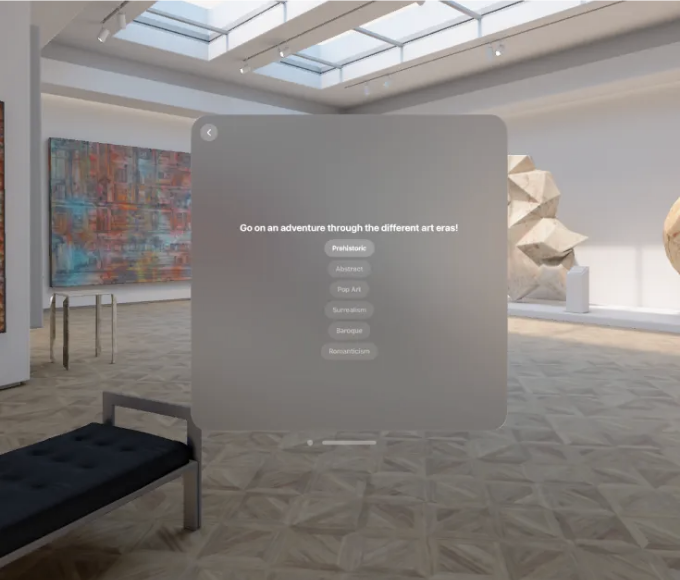 Go on an adventure through the different art eras!
Prehistoric
Abstract
Pop Art
Surrealism
Baroque
Romanticism